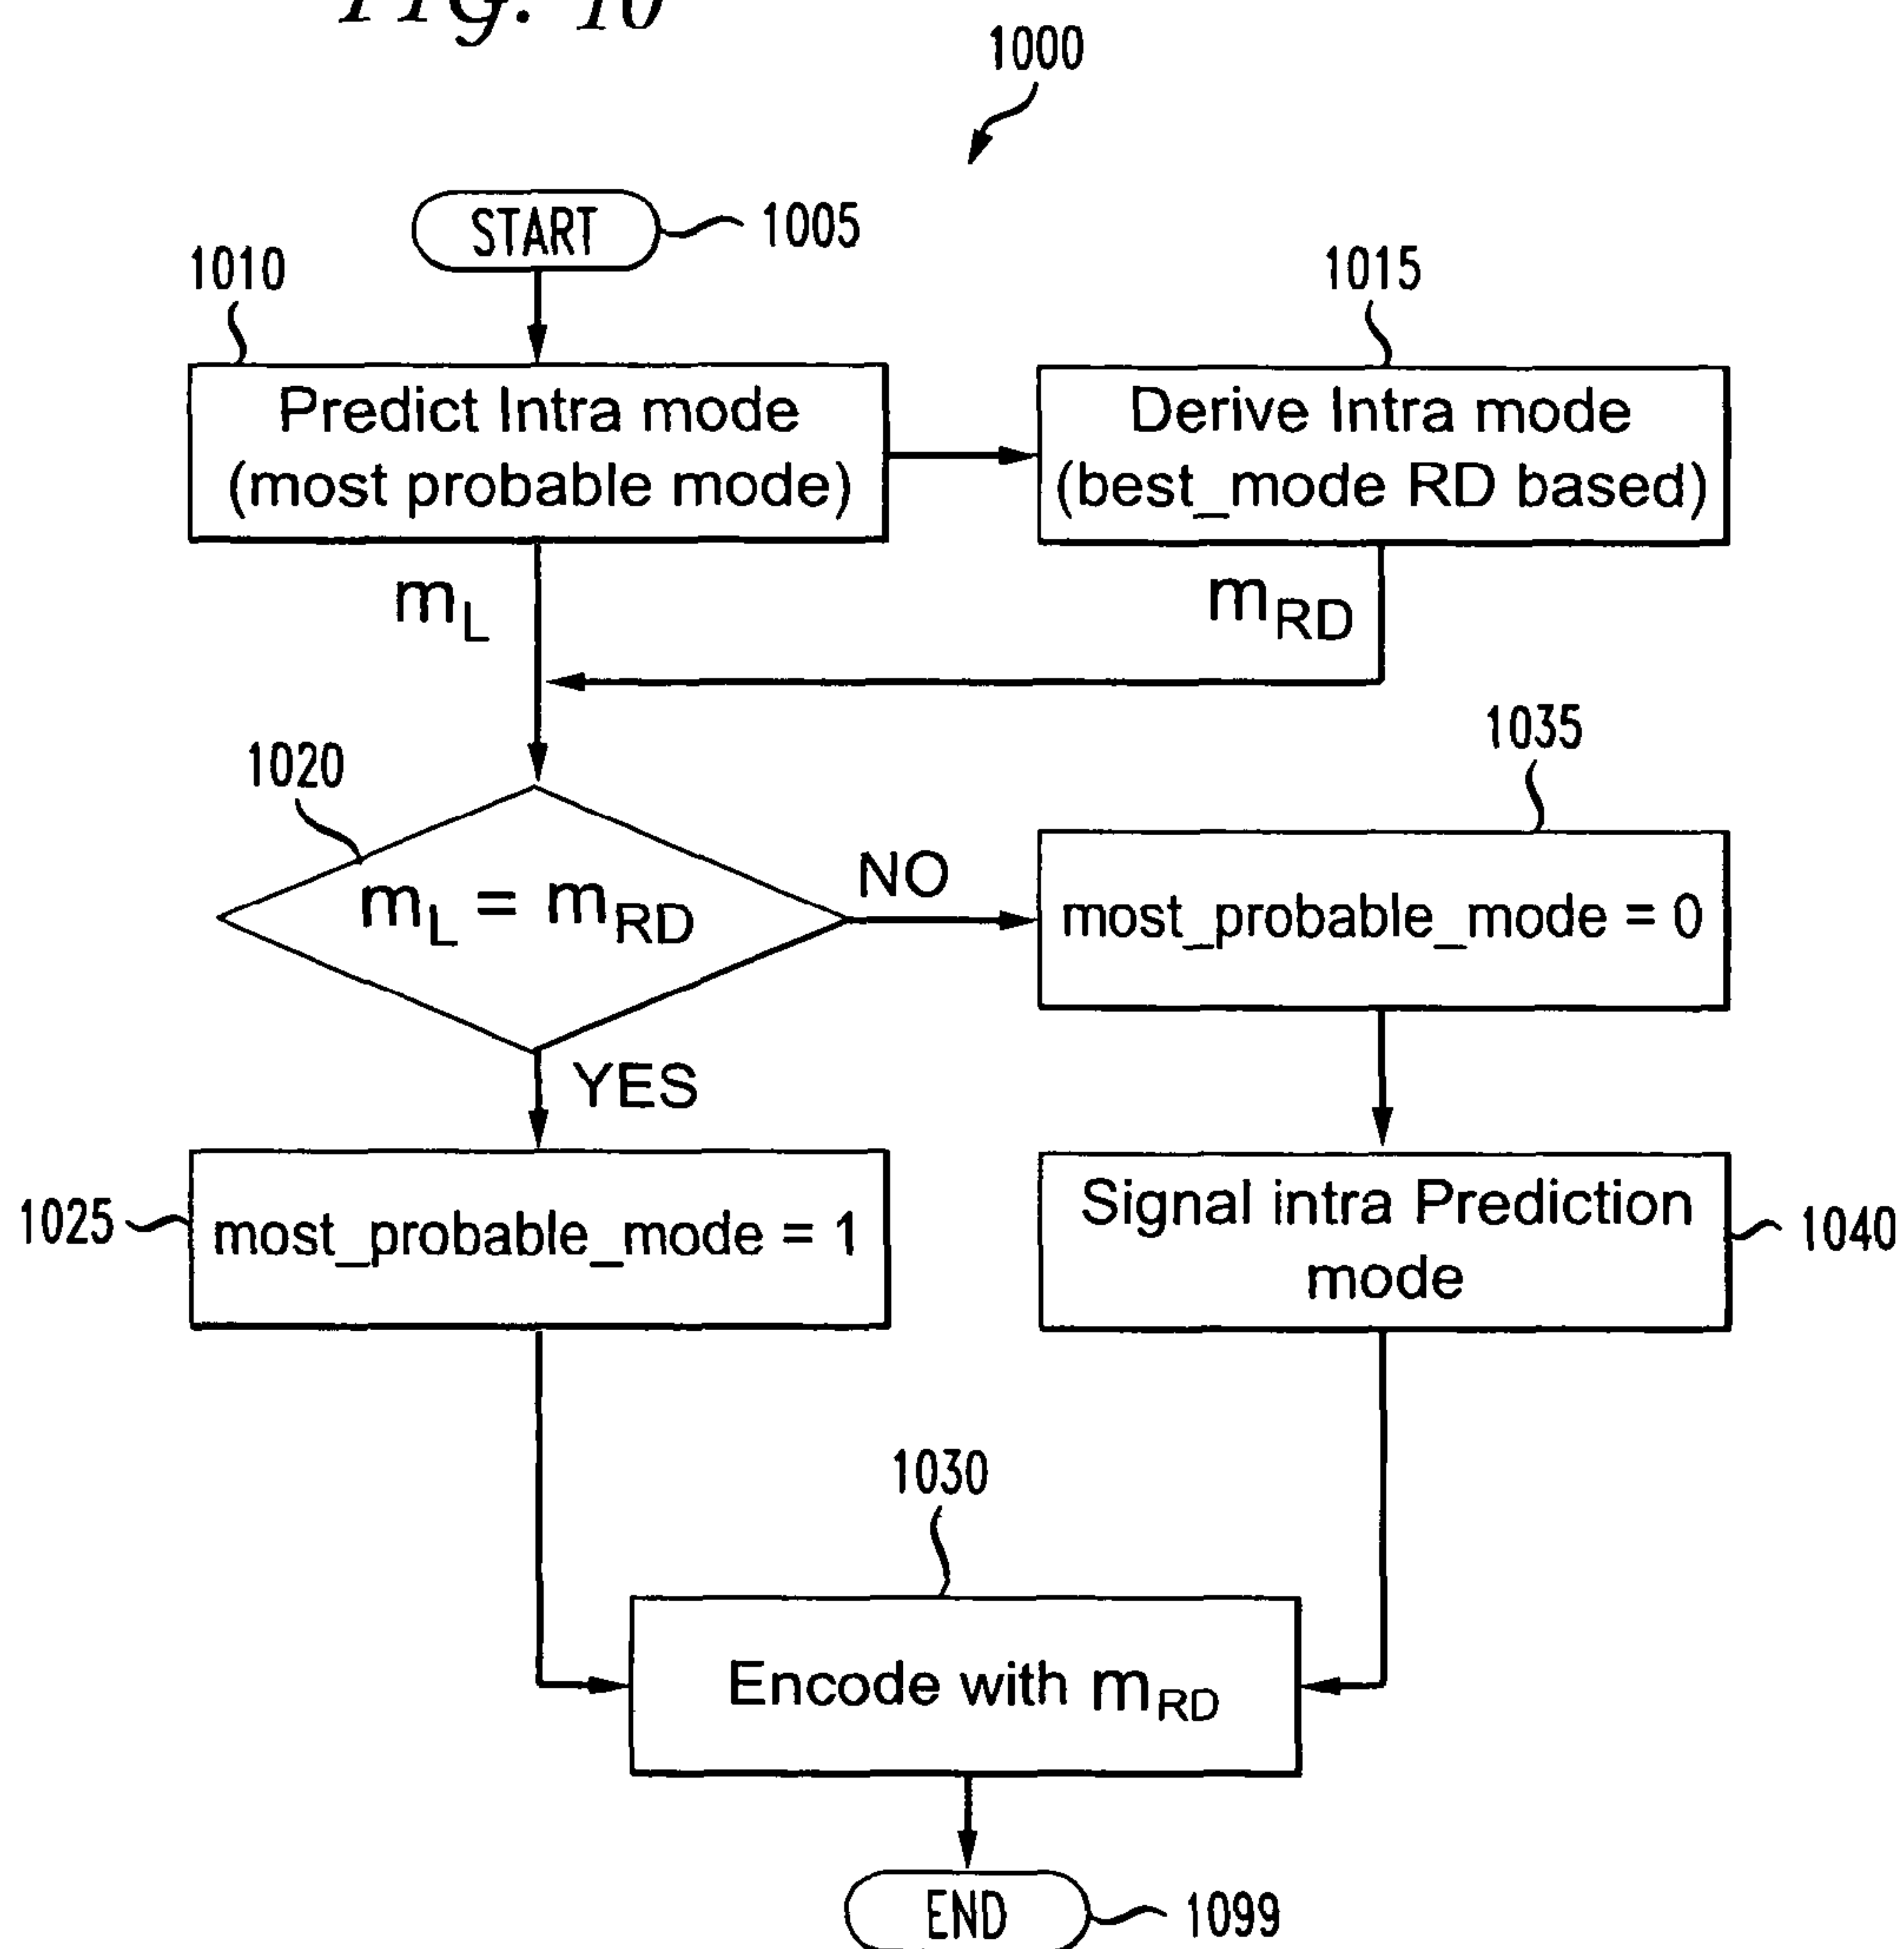 FIG. 10
1000
START
1005
1010
1015
Predict Intra mode
(most probable mode)
Derive Intra mode
(best_mode RD based)
mL
mRD
1020
1035
mL = mRD
NO
most_probable_mode = 0
YES
1025
most_probable_mode = 1
Signal intra Prediction
mode
1040
1030
Encode with mRD
END
1099